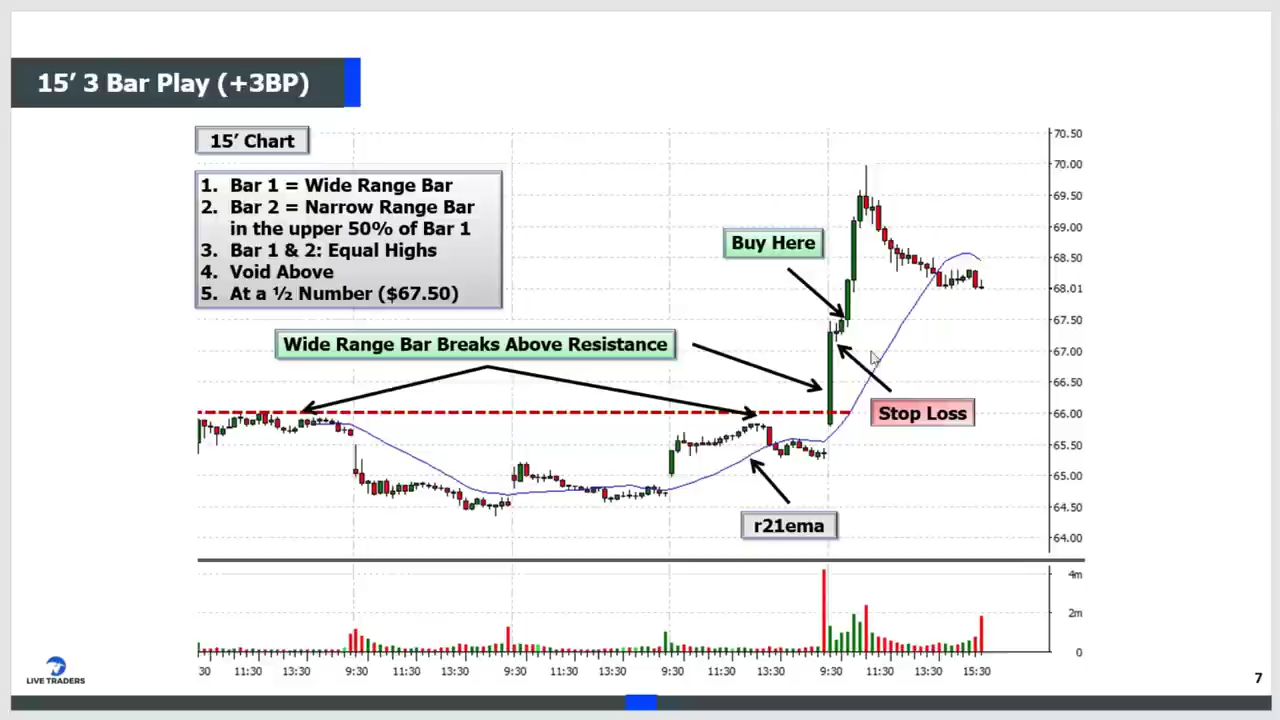 15’ 3 Bar Play (+3BP)
15’ Chart
1. Bar 1 = Wide Range Bar
2. Bar 2 = Narrow Range Bar
in the upper 50% of Bar 1
3. Bar 1 & 2: Equal Highs
4. Void Above
5. At a ½ Number ($67.50)
Buy Here
Wide Range Bar Breaks Above Resistance
Stop Loss
r21ema
70.50
70.00
69.50
69.00
68.50
68.01
67.50
67.00
66.50
66.00
65.50
65.00
64.50
64.00
4m
2m
0
30 11:30 13:30 9:30 11:30 13:30 9:30 11:30 13:30 9:30 11:30 13:30 9:30 11:30 13:30 15:30
LIVE TRADERS
7